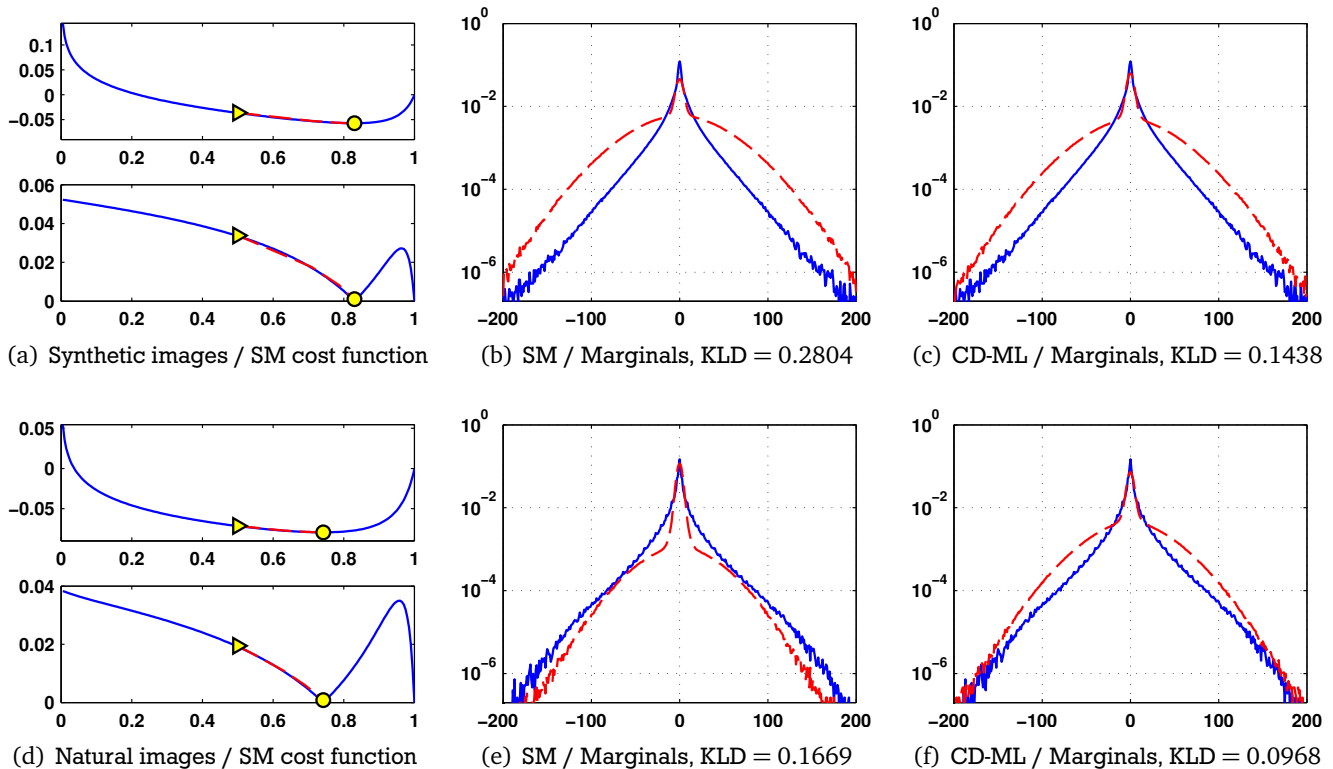 0.1
0.05
0
−0.05
0 0.2 0.4 0.6 0.8 1
0.06
0.04
0.02
0
0 0.2 0.4 0.6 0.8 1
(a) Synthetic images / SM cost function
10^0
10^−2
10^−4
10^−6
−200 −100 0 100 200
(b) SM / Marginals, KLD = 0.2804
10^0
10^−2
10^−4
10^−6
−200 −100 0 100 200
(c) CD-ML / Marginals, KLD = 0.1438
0.05
0
−0.05
0 0.2 0.4 0.6 0.8 1
0.04
0.02
0
0 0.2 0.4 0.6 0.8 1
(d) Natural images / SM cost function
10^0
10^−2
10^−4
10^−6
−200 −100 0 100 200
(e) SM / Marginals, KLD = 0.1669
10^0
10^−2
10^−4
10^−6
−200 −100 0 100 200
(f) CD-ML / Marginals, KLD = 0.0968